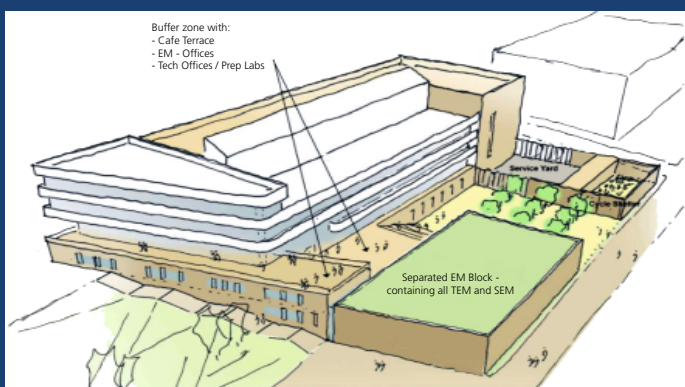 Buffer zone with:
- Cafe Terrace
- EM - Offices
- Tech Offices / Prep Labs
Service Yard
Cycle Shelter
Separated EM Block -
containing all TEM and SEM